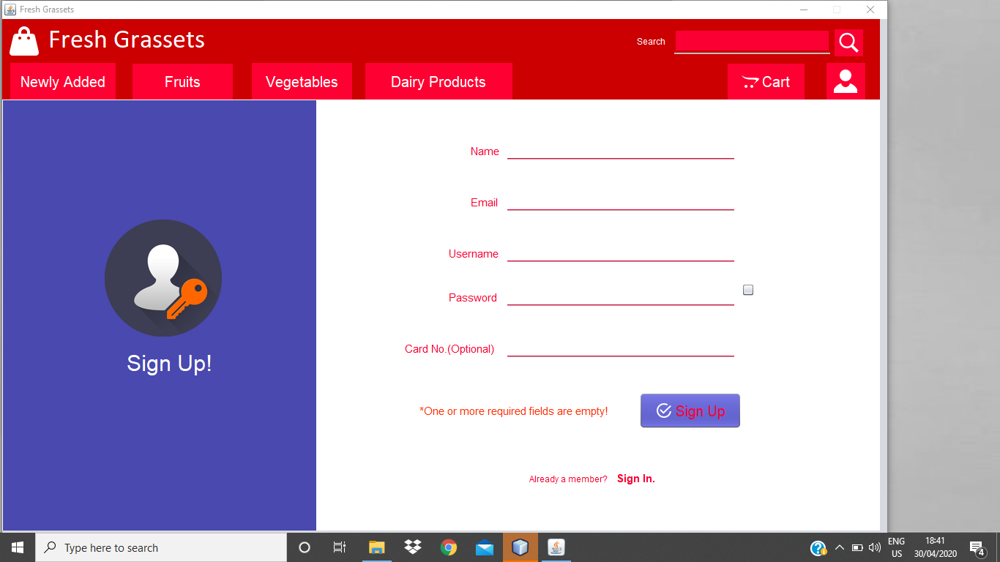 Fresh Grassets
Fresh Grassets
Search
Newly Added Fruits Vegetables Dairy Products Cart
Name
Email
Username
Password
Card No.(Optional)
Sign Up!
*One or more required fields are empty!
Sign Up
Already a member? Sign In.
Type here to search
ENG
US
18:41
30/04/2020
4